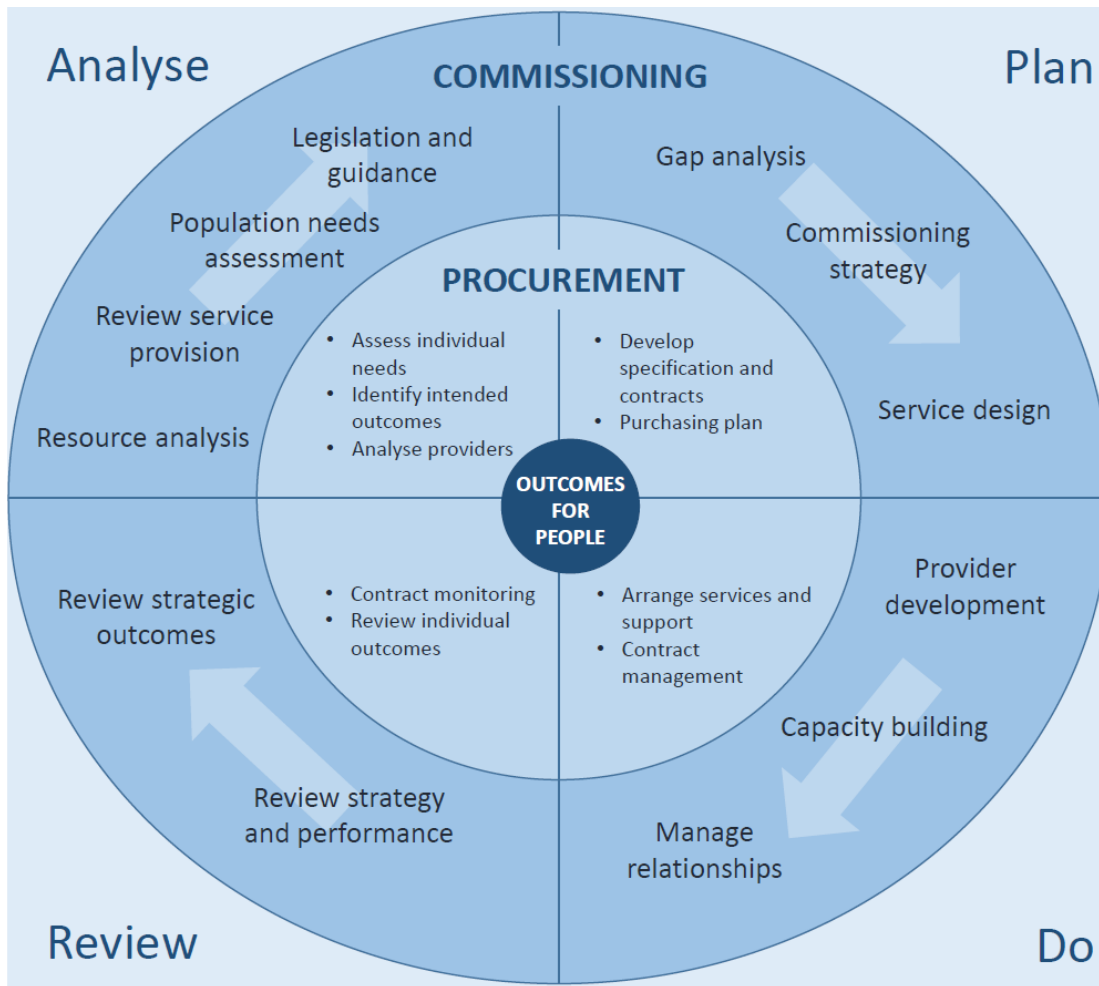 Analyse
Plan
COMMISSIONING
Legislation and
guidance
Population needs
assessment
Review service
provision
Resource analysis
Gap analysis
Commissioning
strategy
Service design
PROCUREMENT
• Assess individual
needs
• Identify intended
outcomes
• Analyse providers
• Develop
specification and
contracts
• Purchasing plan
OUTCOMES
FOR
PEOPLE
• Contract monitoring
• Review individual
outcomes
• Arrange services and
support
• Contract
management
Provider
development
Capacity building
Manage
relationships
Review strategic
outcomes
Review strategy
and performance
Review
Do